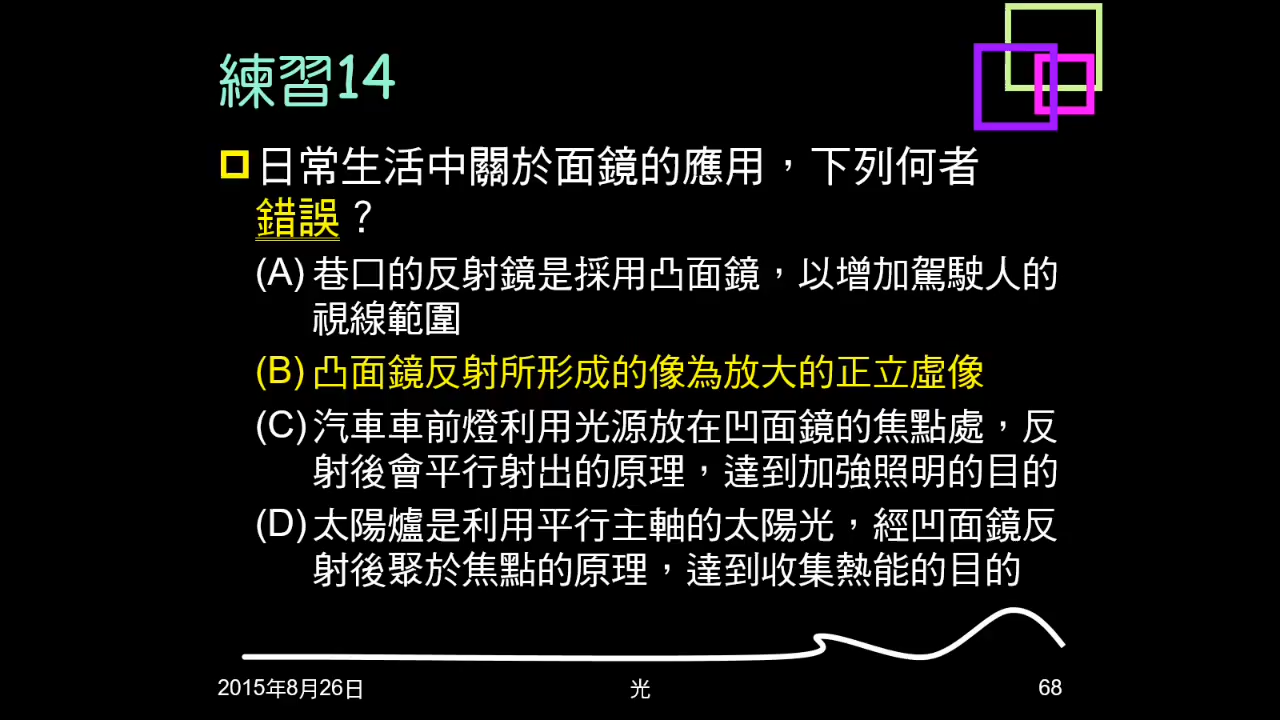 練習14
日常生活中關於面鏡的應用，下列何者
錯誤？
(A) 巷口的反射鏡是採用凸面鏡，以增加駕駛人的
視線範圍
(B) 凸面鏡反射所形成的像為放大的正立虛像
(C) 汽車車前燈利用光源放在凹面鏡的焦點處，反
射後會平行射出的原理，達到加強照明的目的
(D) 太陽爐是利用平行主軸的太陽光，經凹面鏡反
射後聚於焦點的原理，達到收集熱能的目的
2015年8月26日
光
68